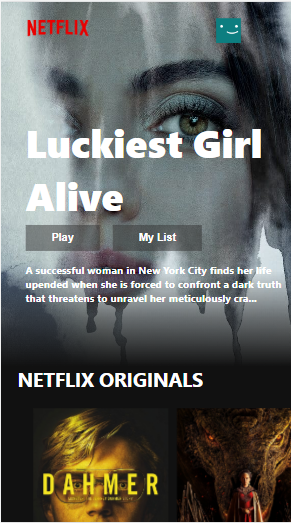 NETFLIX
Luckiest Girl
Alive
Play
My List
A successful woman in New York City finds her life
upended when she is forced to confront a dark truth
that threatens to unravel her meticulously cra...
NETFLIX ORIGINALS
DAHMER